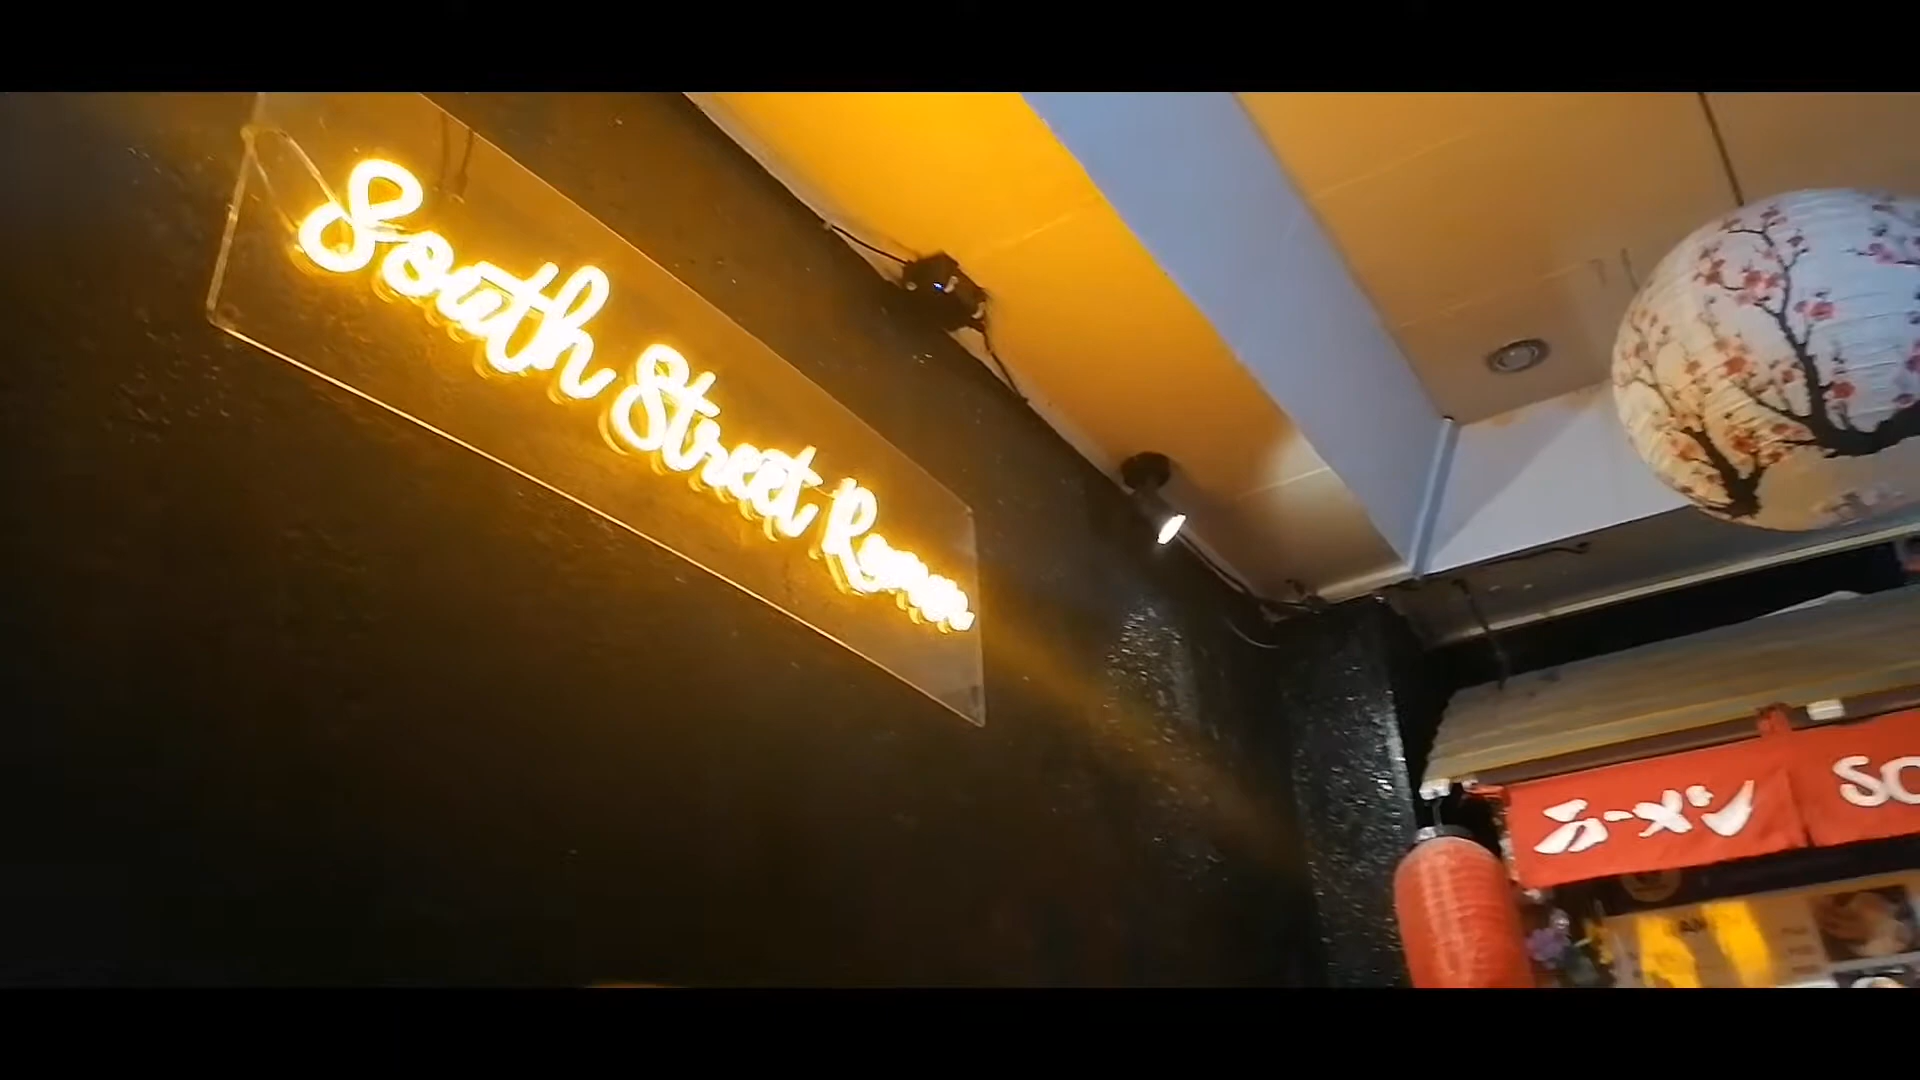 South Street Ramen
ラーメン
SO